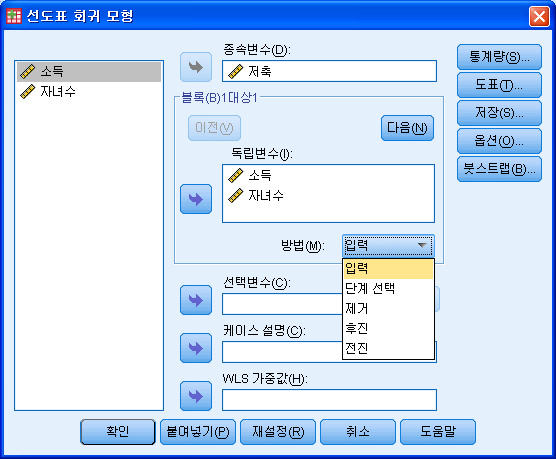 선도표 회귀 모형
소득
자녀수
종속변수(D):
저축
블록(B)1대상1
이전(V)
다음(N)
독립변수(I):
소득
자녀수
방법(M):
입력
입력
단계 선택
제거
후진
전진
선택변수(C):
케이스 설명(C):
WLS 가중값(H):
통계량(S)...
도표(T)...
저장(S)...
옵션(O)...
붓스트랩(B)...
확인
붙여넣기(P)
재설정(R)
취소
도움말